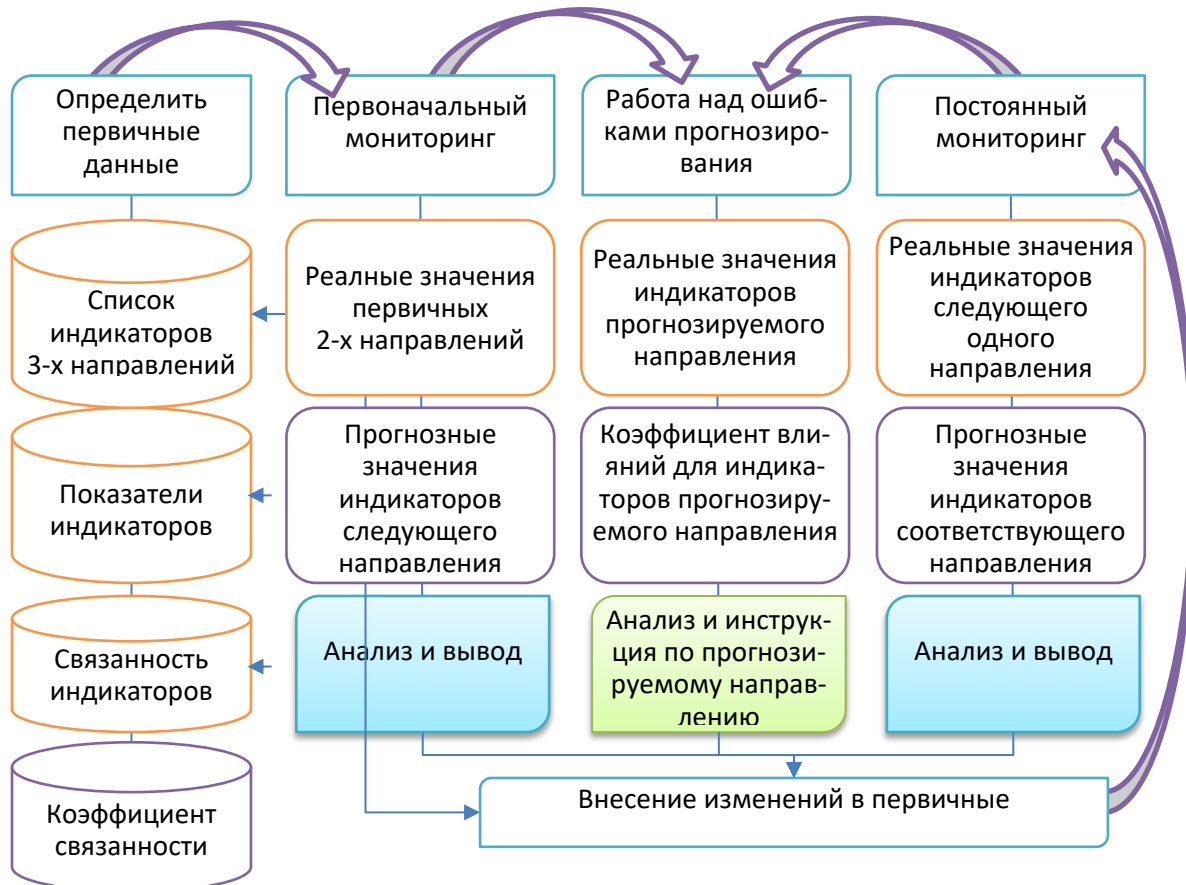 Определить
первичные
данные
Первоначальный
мониторинг
Работа над ошиб-
ками прогнозиро-
вания
Постоянный
мониторинг
Список
индикаторов
3-х направлений
Реалные значения
первичных
2-х направлений
Реальные значения
индикаторов
прогнозируемого
направления
Реальные значения
индикаторов
следующего
одного
направления
Показатели
индикаторов
Прогнозные
значения
индикаторов
следующего
направления
Коэффициент вли-
яний для индика-
торов прогнозиру-
емого направления
Прогнозные
значения
индикаторов
соответствующего
направления
Связанность
индикаторов
Анализ и вывод
Анализ и инструк-
ция по прогнози-
руемому направ-
лению
Анализ и вывод
Коэффициент
связанности
Внесение изменений в первичные